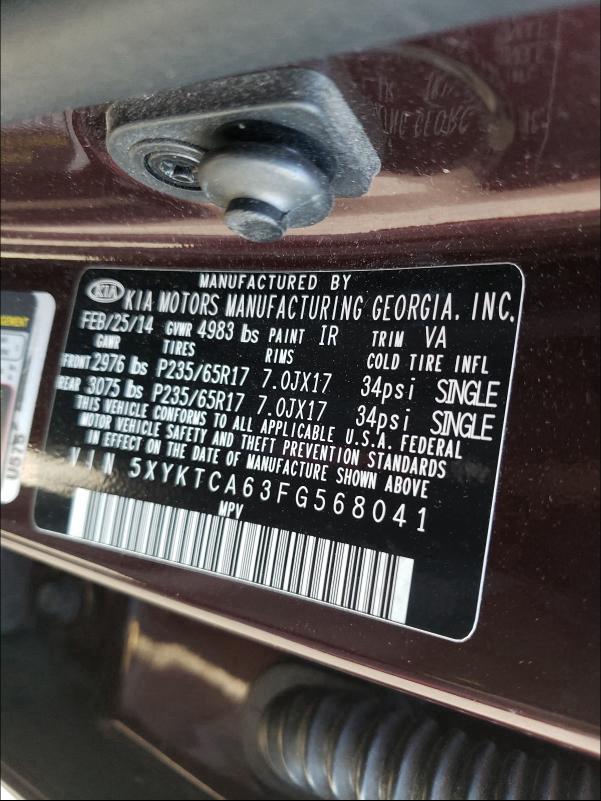 MANUFACTURED BY
KIA KIA MOTORS MANUFACTURING GEORGIA, INC.
FEB/25/14 GVWR 4983 lbs PAINT IR TRIM VA
GAWR TIRES RIMS COLD TIRE INFL
FRONT 2976 lbs P235/65R17 7.0JX17 34psi SINGLE
REAR 3075 lbs P235/65R17 7.0JX17 34psi SINGLE
THIS VEHICLE CONFORMS TO ALL APPLICABLE U.S.A. FEDERAL
MOTOR VEHICLE SAFETY AND THEFT PREVENTION STANDARDS
IN EFFECT ON THE DATE OF MANUFACTURE SHOWN ABOVE
VIN 5XYKTCA63FG568041
MPV